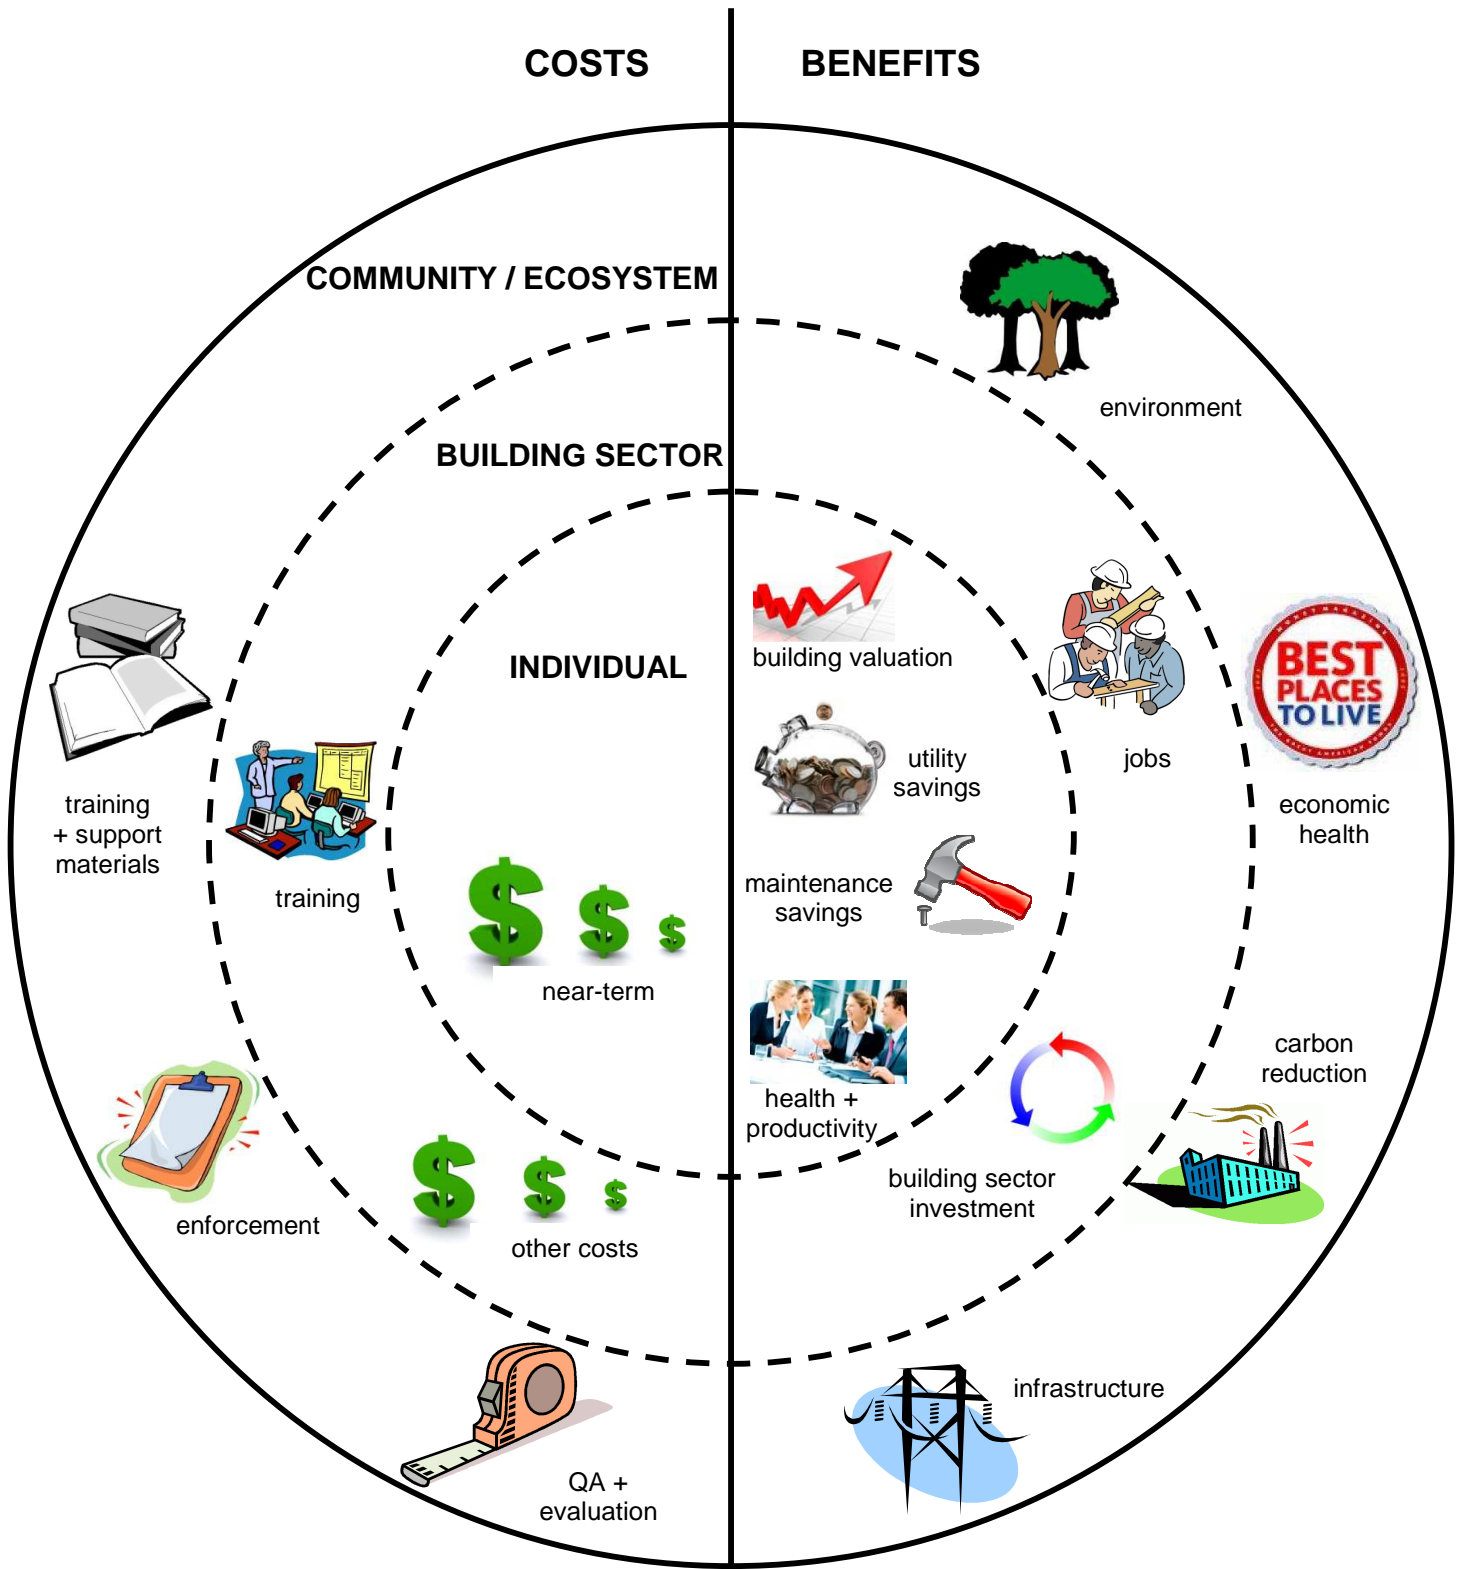 COSTS
BENEFITS
COMMUNITY / ECOSYSTEM
environment
BUILDING SECTOR
INDIVIDUAL
building valuation
BEST
PLACES
TO LIVE
jobs
utility
savings
training
+ support
materials
economic
health
training
maintenance
savings
near-term
carbon
reduction
health +
productivity
building sector
investment
enforcement
other costs
infrastructure
QA +
evaluation